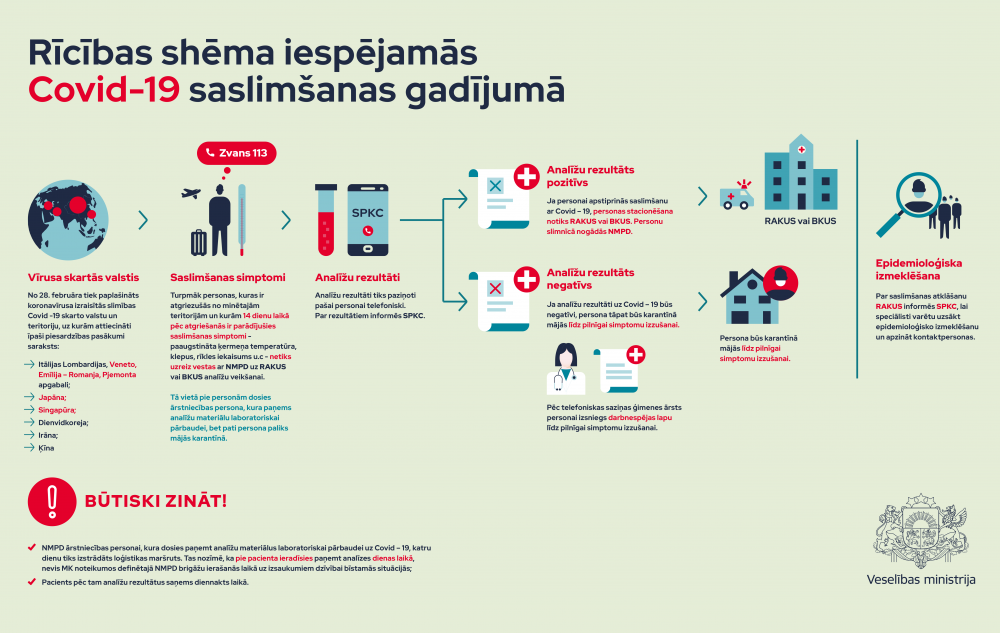 Rīcības shēma iespējamās
Covid-19 saslimšanas gadījumā
Zvans 113
SPKC
Vīrusa skartās valstis
No 28. februāra tiek paplašināts
koronavīrusa izraisītās slimības
Covid -19 skarto valstu un
teritoriju, uz kurām attiecināti
īpaši piesardzības pasākumi
saraksts:
Itālijas Lombardijas, Veneto,
Emīlija – Romanja, Pjemonta
apgabali;
Japāna;
Singapūra;
Dienvidkoreja;
Irāna;
Ķīna
Saslimšanas simptomi
Turpmāk personas, kuras ir
atgriezušās no minētajām
teritorijām un kurām 14 dienu laikā
pēc atgriešanās ir parādījušies
saslimšanas simptomi -
paaugstināta ķermeņa temperatūra,
klepus, rīkles iekaisums u.c - netiks
uzreiz vestas ar NMPD uz RAKUS
vai BKUS analīžu veikšanai.
Tā vietā pie personām dosies
ārstniecības persona, kura paņems
analīžu materiālu laboratoriskai
pārbaudei, bet pati persona paliks
mājās karantīnā.
Analīžu rezultāti
Analīžu rezultāti tiks paziņoti
pašai personai telefoniski.
Par rezultātiem informēs SPKC.
Analīžu rezultāts
pozitīvs
Ja personai apstiprinās saslimšanu
ar Covid – 19, personas stacionēšana
notiks RAKUS vai BKUS. Personu
slimnīcā nogādās NMPD.
RAKUS vai BKUS
Analīžu rezultāts
negatīvs
Ja analīžu rezultāti uz Covid – 19 būs
negatīvi, persona tāpat būs karantīnā
mājās līdz pilnīgai simptomu izzušanai.
Pēc telefoniskas saziņas ģimenes ārsts
personai izsniegs darbnespējas lapu
līdz pilnīgai simptomu izzušanai.
Persona būs karantīnā
mājās līdz pilnīgai
simptomu izzušanai.
Epidemioloģiska
izmeklēšana
Par saslimšanas atklāšanu
RAKUS informēs SPKC, lai
speciālisti varētu uzsākt
epidemioloģisko izmeklēšanu
un apzināt kontaktpersonas.
BŪTISKI ZINĀT!
NMPD ārstniecības personai, kura dosies paņemt analīžu materiālus laboratoriskai pārbaudei uz Covid – 19, katru
dienu tiks izstrādāts loģistikas maršruts. Tas nozīmē, ka pie pacienta ieradīsies paņemt analīzes dienas laikā,
nevis MK noteikumos definētajā NMPD brigāžu ierašanās laikā uz izsaukumiem dzīvībai bīstamās situācijās;
Pacients pēc tam analīžu rezultātus saņems diennakts laikā.
Veselības ministrija